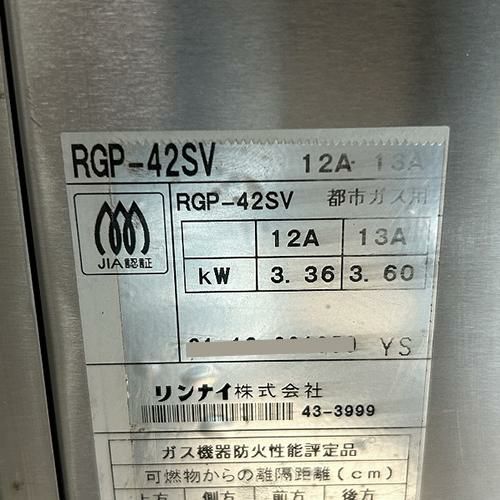 RGP-42SV 12A・13A
RGP-42SV 都市ガス用
12A 13A
kW 3.36 3.60
YS
JIA認証
リンナイ株式会社
43-3999
ガス機器防火性能評定品
可燃物からの離隔距離(cm)
上方 側方 前方 後方